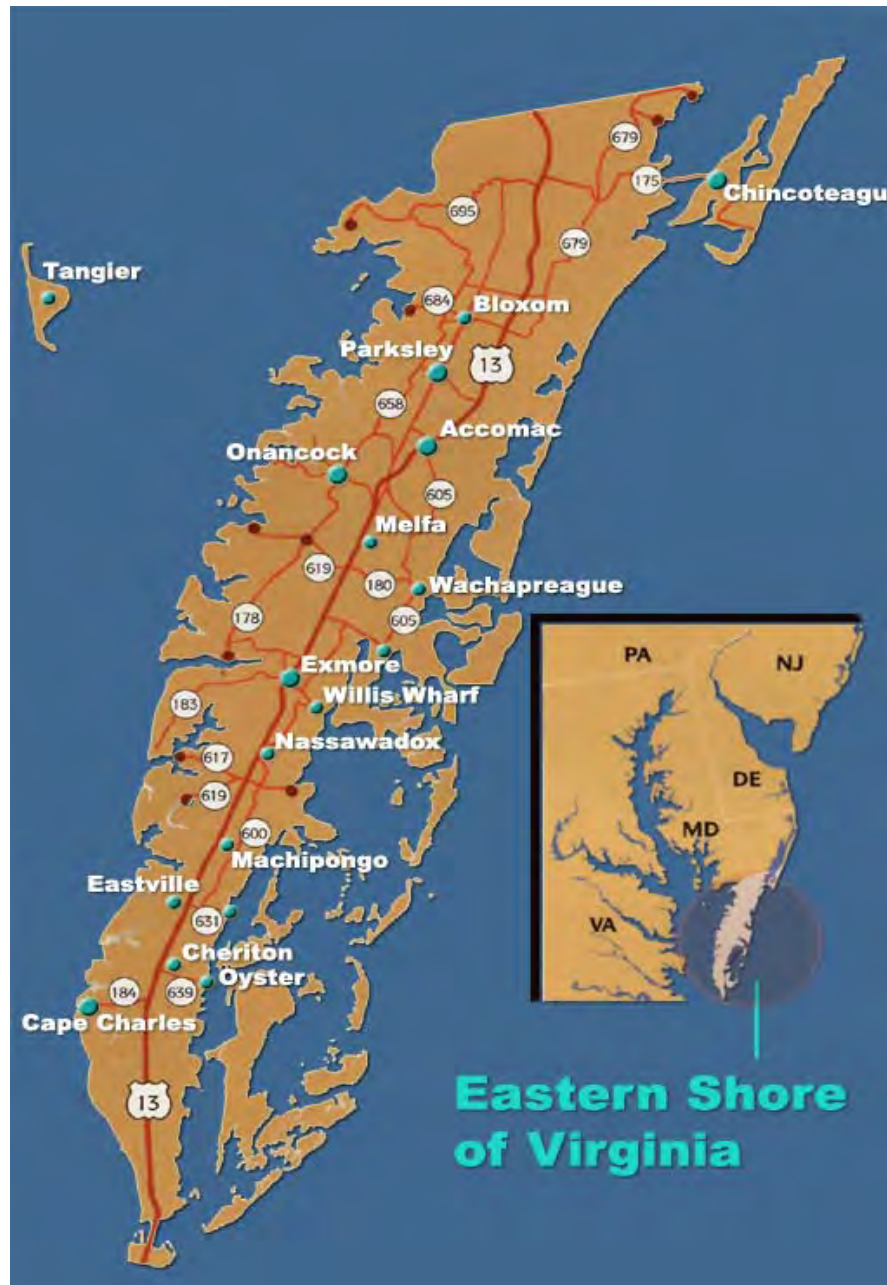 679
175
Chincoteagu
695
679
Tangier
684
Bloxom
Parksley
13
658
Accomac
Onancock
605
Melfa
619
180
Wachapreague
178
605
Exmore
183
Willis Wharf
Nassawadox
617
619
600
Machipongo
Eastville
631
Cheriton
Oyster
184
639
Cape Charles
13
PA
NJ
DE
MD
VA
Eastern Shore
of Virginia